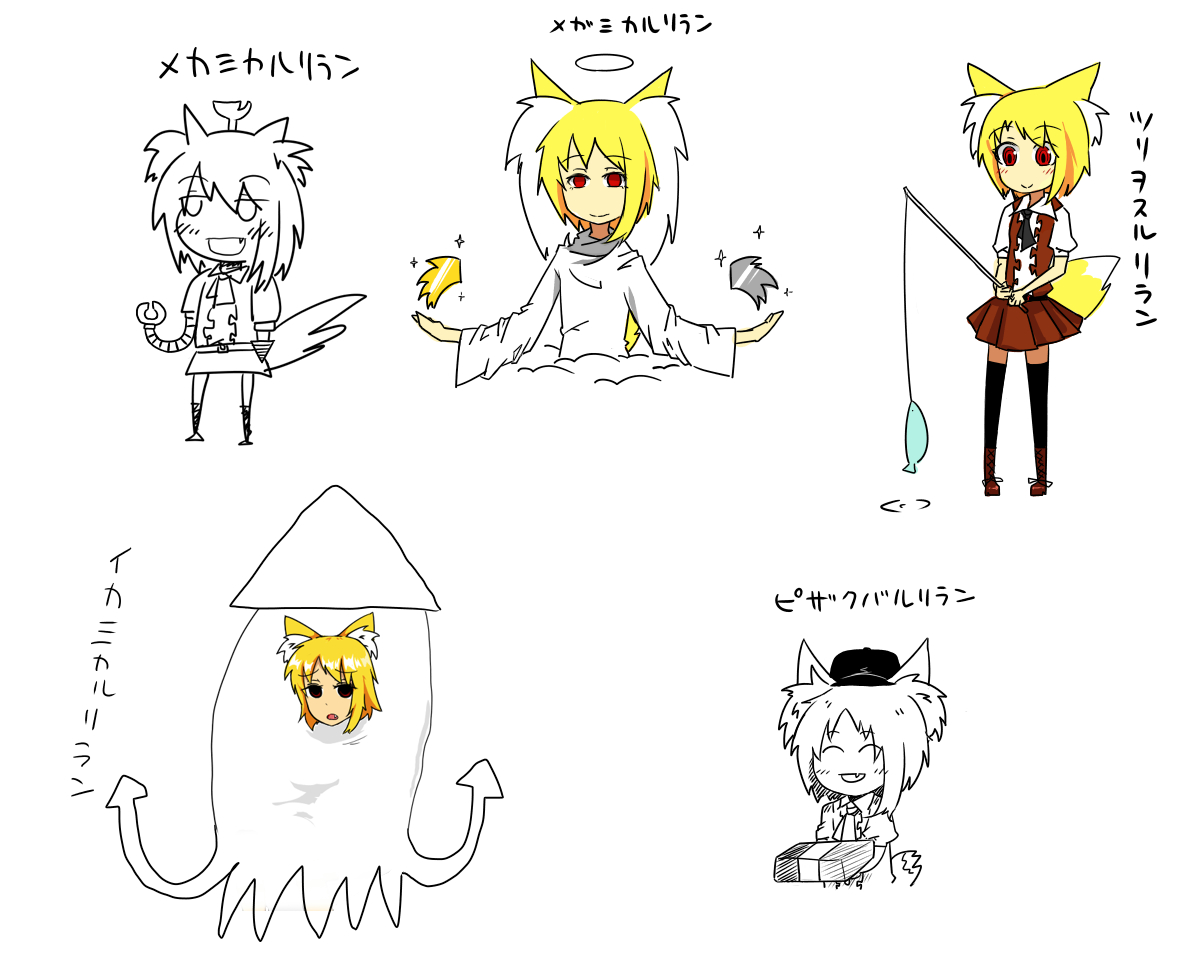 メガミカルリラン
メカミカルリラン
ツリヲスルリラン
イカミカルリラン
ピザクバルリラン